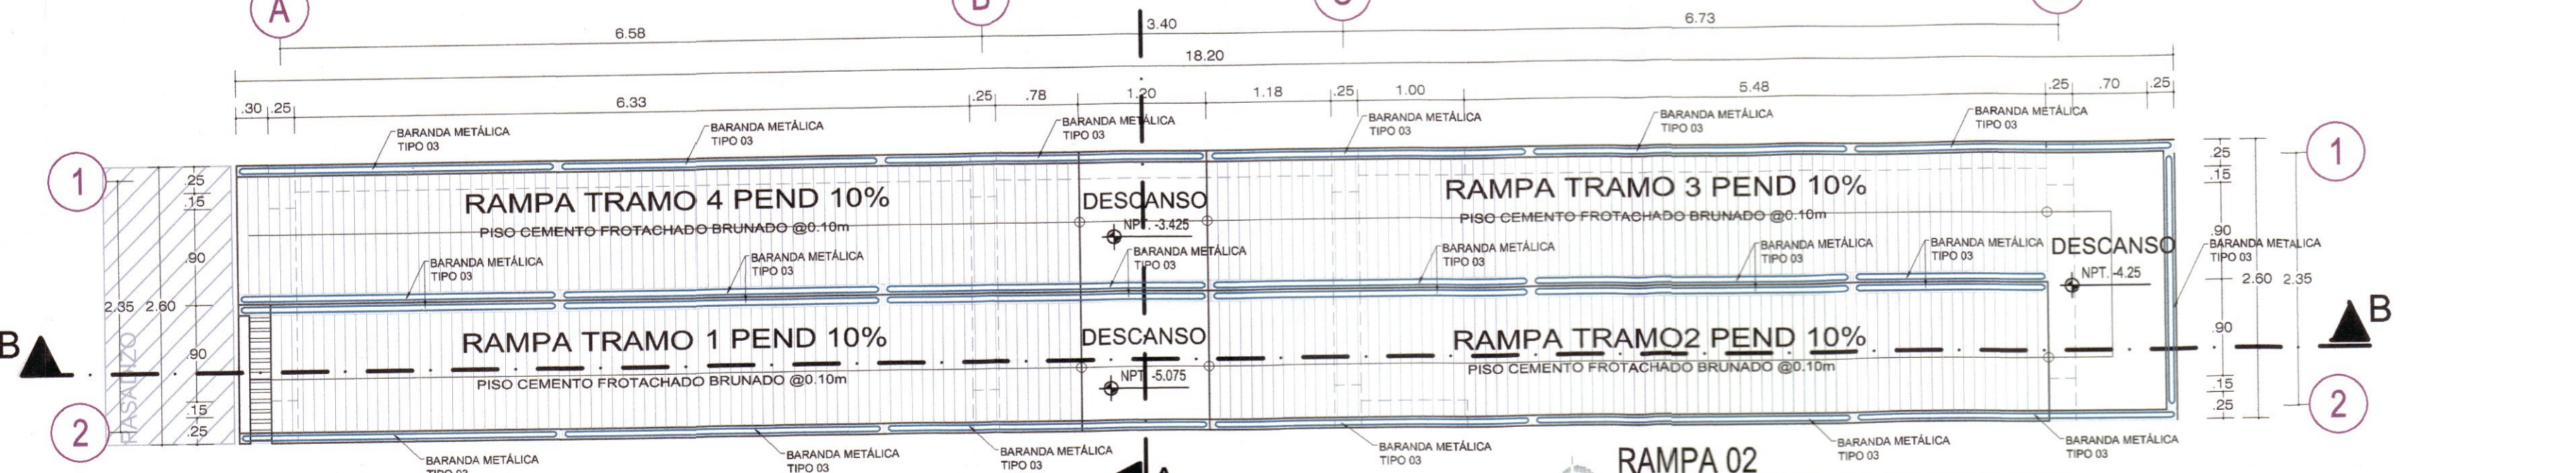 A
3.40
6.73
6.58
18.20
.30 .25 6.33 .25 .78 1.20 1.18 .25 1.00 5.48 .25 .70 .25
BARANDA METÁLICA
TIPO 03
BARANDA METÁLICA
TIPO 03
BARANDA METÁLICA
TIPO 03
BARANDA METÁLICA
TIPO 03
BARANDA METÁLICA
TIPO 03
BARANDA METÁLICA
TIPO 03
1
1
.25
.15
.90
2.35 2.60
.90
.15
.25
RAMPA TRAMO 4 PEND 10%
PISO CEMENTO FROTACHADO BRUNADO @0.10m
DESCANSO
NPT. -3.425
RAMPA TRAMO 3 PEND 10%
PISO CEMENTO FROTACHADO BRUNADO @0.10m
BARANDA METÁLICA
TIPO 03
BARANDA METÁLICA
TIPO 03
BARANDA METÁLICA
TIPO 03
BARANDA METÁLICA
TIPO 03
BARANDA METÁLICA
TIPO 03
BARANDA METÁLICA
TIPO 03
DESCANSO
NPT. -4.25
BARANDA METALICA
TIPO 03
.25
.15
.90
2.60 2.35
.90
.15
.25
RAMPA TRAMO 1 PEND 10%
PISO CEMENTO FROTACHADO BRUNADO @0.10m
DESCANSO
NPT. -5.075
RAMPA TRAMO2 PEND 10%
PISO CEMENTO FROTACHADO BRUNADO @0.10m
B
B
PASADIZO
2
2
BARANDA METÁLICA
TIPO 03
BARANDA METÁLICA
TIPO 03
BARANDA METÁLICA
TIPO 03
BARANDA METÁLICA
TIPO 03
BARANDA METÁLICA
TIPO 03
BARANDA METÁLICA
TIPO 03
A
RAMPA 02